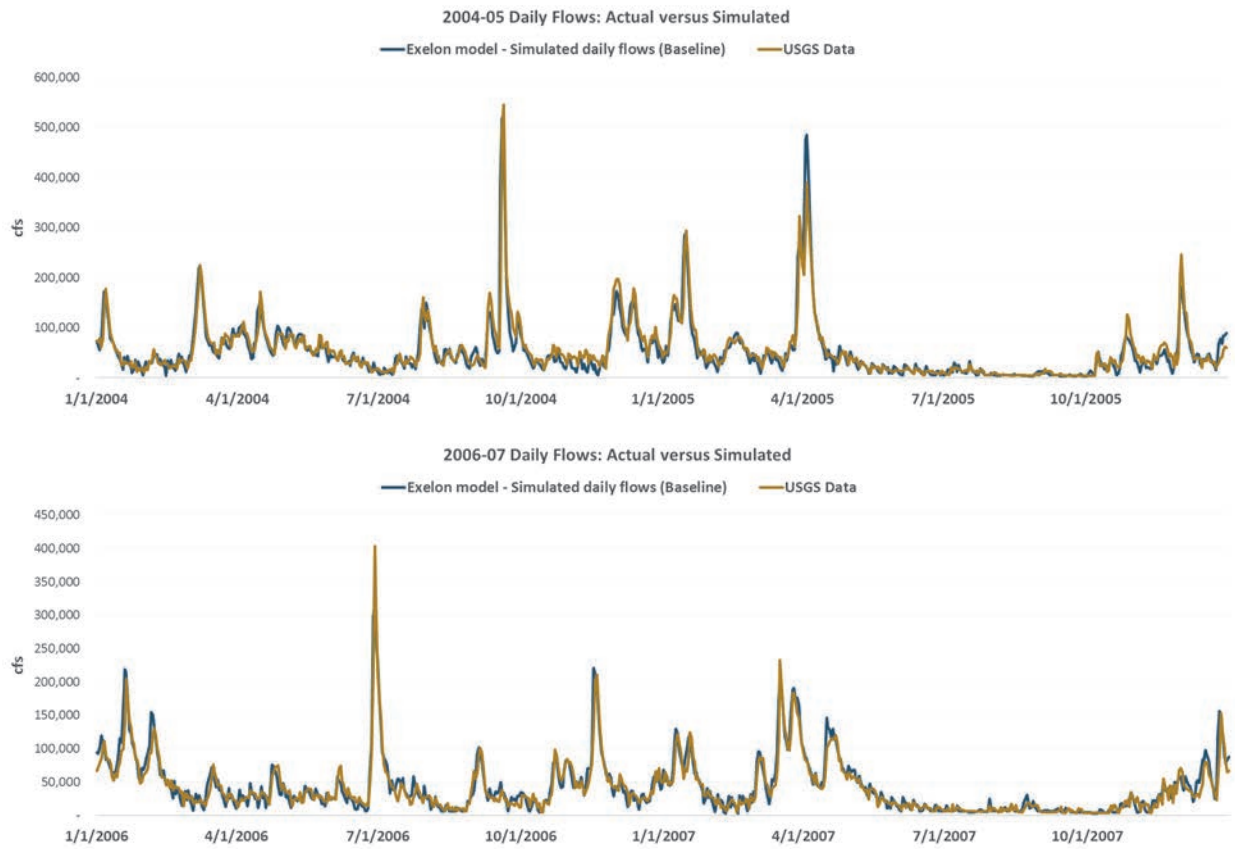 2004-05 Daily Flows: Actual versus Simulated
Exelon model - Simulated daily flows (Baseline) USGS Data
600,000
500,000
400,000
300,000
200,000
100,000
-
cfs
1/1/2004 4/1/2004 7/1/2004 10/1/2004 1/1/2005 4/1/2005 7/1/2005 10/1/2005
2006-07 Daily Flows: Actual versus Simulated
Exelon model - Simulated daily flows (Baseline) USGS Data
450,000
400,000
350,000
300,000
250,000
200,000
150,000
100,000
50,000
-
cfs
1/1/2006 4/1/2006 7/1/2006 10/1/2006 1/1/2007 4/1/2007 7/1/2007 10/1/2007